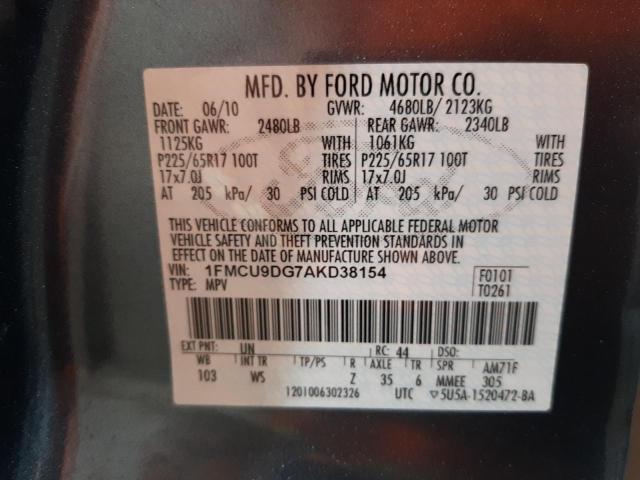 MFD. BY FORD MOTOR CO.
DATE: 06/10 GVWR: 4680LB/ 2123KG
FRONT GAWR: 2480LB REAR GAWR: 2340LB
1125KG WITH 1061KG WITH
P225/65R17 100T TIRES P225/65R17 100T TIRES
17x7.0J RIMS 17x7.0J RIMS
AT 205 kPa/ 30 PSI COLD AT 205 kPa/ 30 PSI COLD
THIS VEHICLE CONFORMS TO ALL APPLICABLE FEDERAL MOTOR
VEHICLE SAFETY AND THEFT PREVENTION STANDARDS IN
EFFECT ON THE DATE OF MANUFACTURE SHOWN ABOVE.
VIN: 1FMCU9DG7AKD38154 F0101
TYPE: MPV T0261
EXT PNT: UN RC: 44 DSO:
WB INT TR TP/PS R AXLE TR SPR AM71F
103 WS Z 35 6 MMEE 305
1201006302326 UTC ▽5U5A-1520472-BA